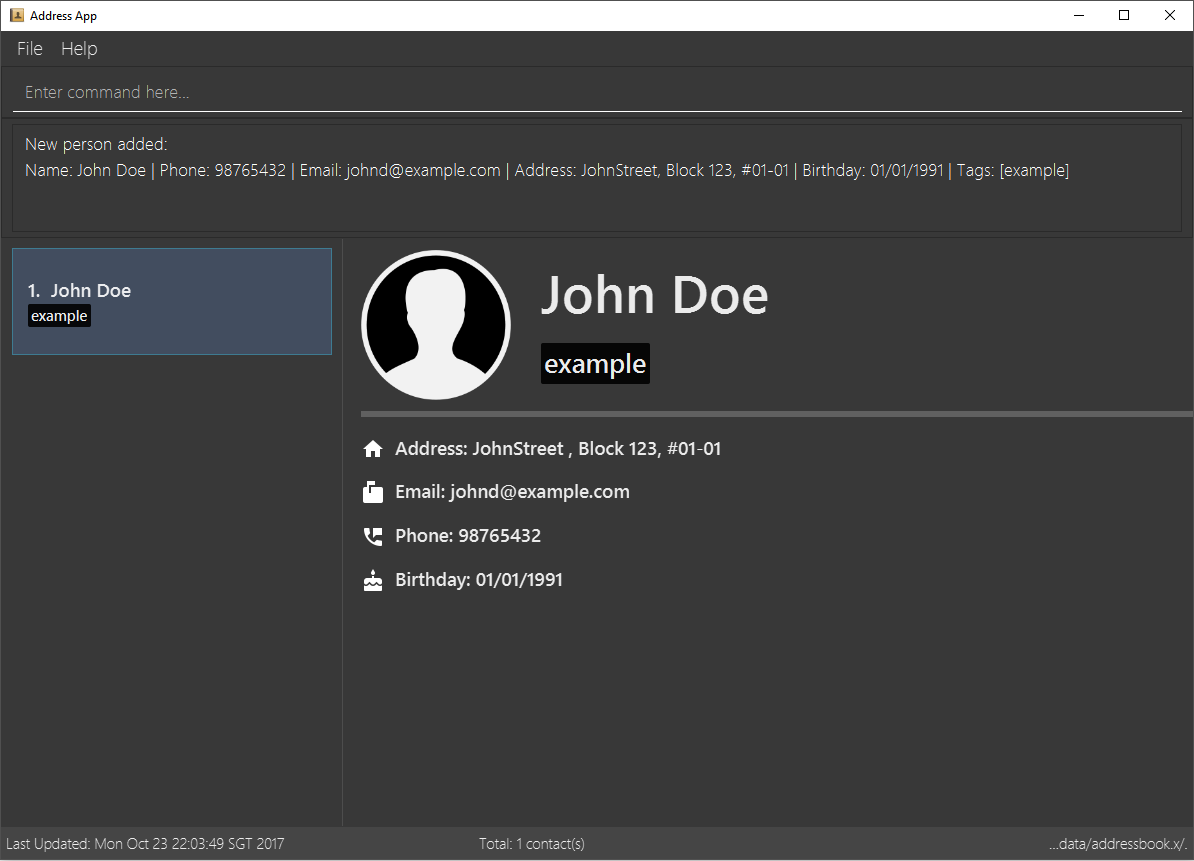 Address App
File Help
Enter command here...
New person added:
Name: John Doe | Phone: 98765432 | Email: johnd@example.com | Address: JohnStreet, Block 123, #01-01 | Birthday: 01/01/1991 | Tags: [example]
1. John Doe
example
John Doe
example
Address: JohnStreet , Block 123, #01-01
Email: johnd@example.com
Phone: 98765432
Birthday: 01/01/1991
Last Updated: Mon Oct 23 22:03:49 SGT 2017
Total: 1 contact(s)
...data/addressbook.x/.